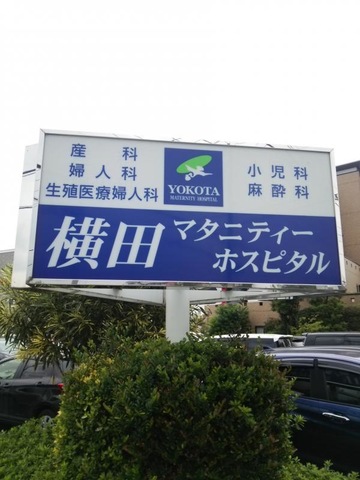 産科
婦人科
生殖医療婦人科
YOKOTA
MATERNITY HOSPITAL
小児科
麻酔科
横田
マタニティー
ホスピタル